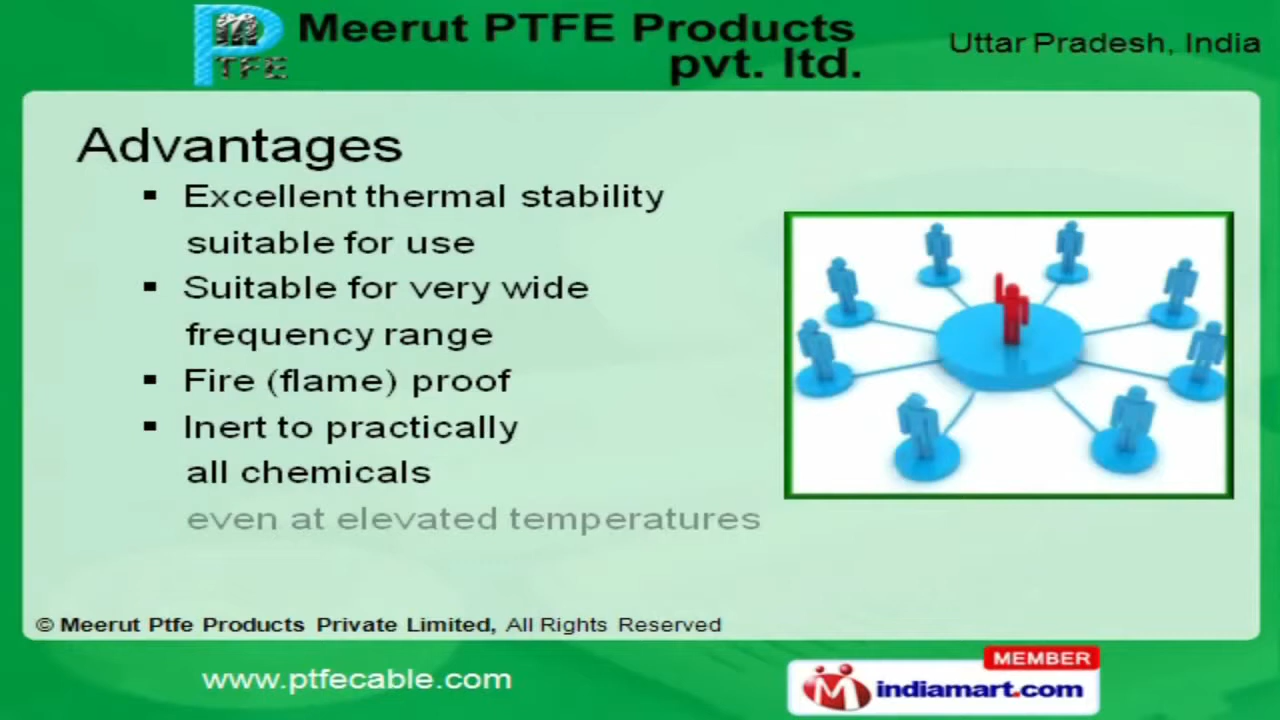 m
PTFE
Meerut PTFE Products
pvt. ltd.
Uttar Pradesh, India
Advantages
▪ Excellent thermal stability
suitable for use
▪ Suitable for very wide
frequency range
▪ Fire (flame) proof
▪ Inert to practically
all chemicals
even at elevated temperatures
© Meerut Ptfe Products Private Limited, All Rights Reserved
www.ptfecable.com
MEMBER
indiamart.com